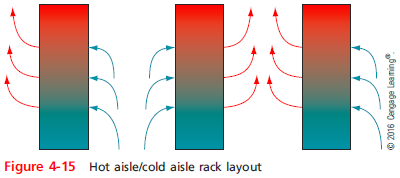 © 2016 Cengage Learning®.
Figure 4-15 Hot aisle/cold aisle rack layout